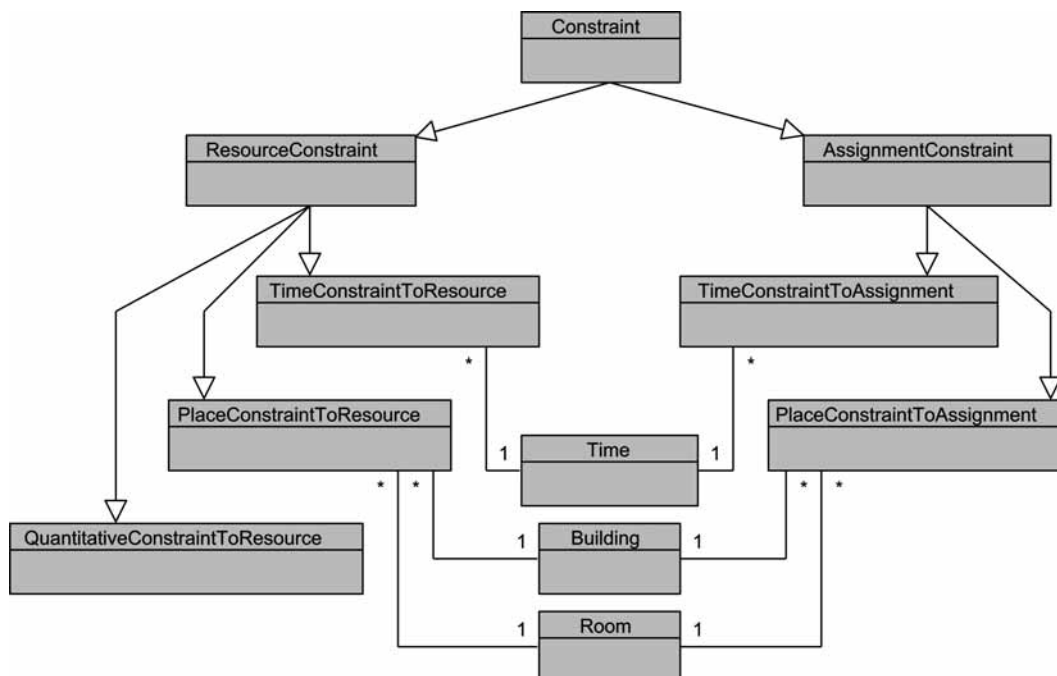 Constraint
ResourceConstraint
AssignmentConstraint
TimeConstraintToResource
TimeConstraintToAssignment
*
*
PlaceConstraintToResource
PlaceConstraintToAssignment
1
Time
1
*
*
*
*
QuantitativeConstraintToResource
1
Building
1
1
Room
1